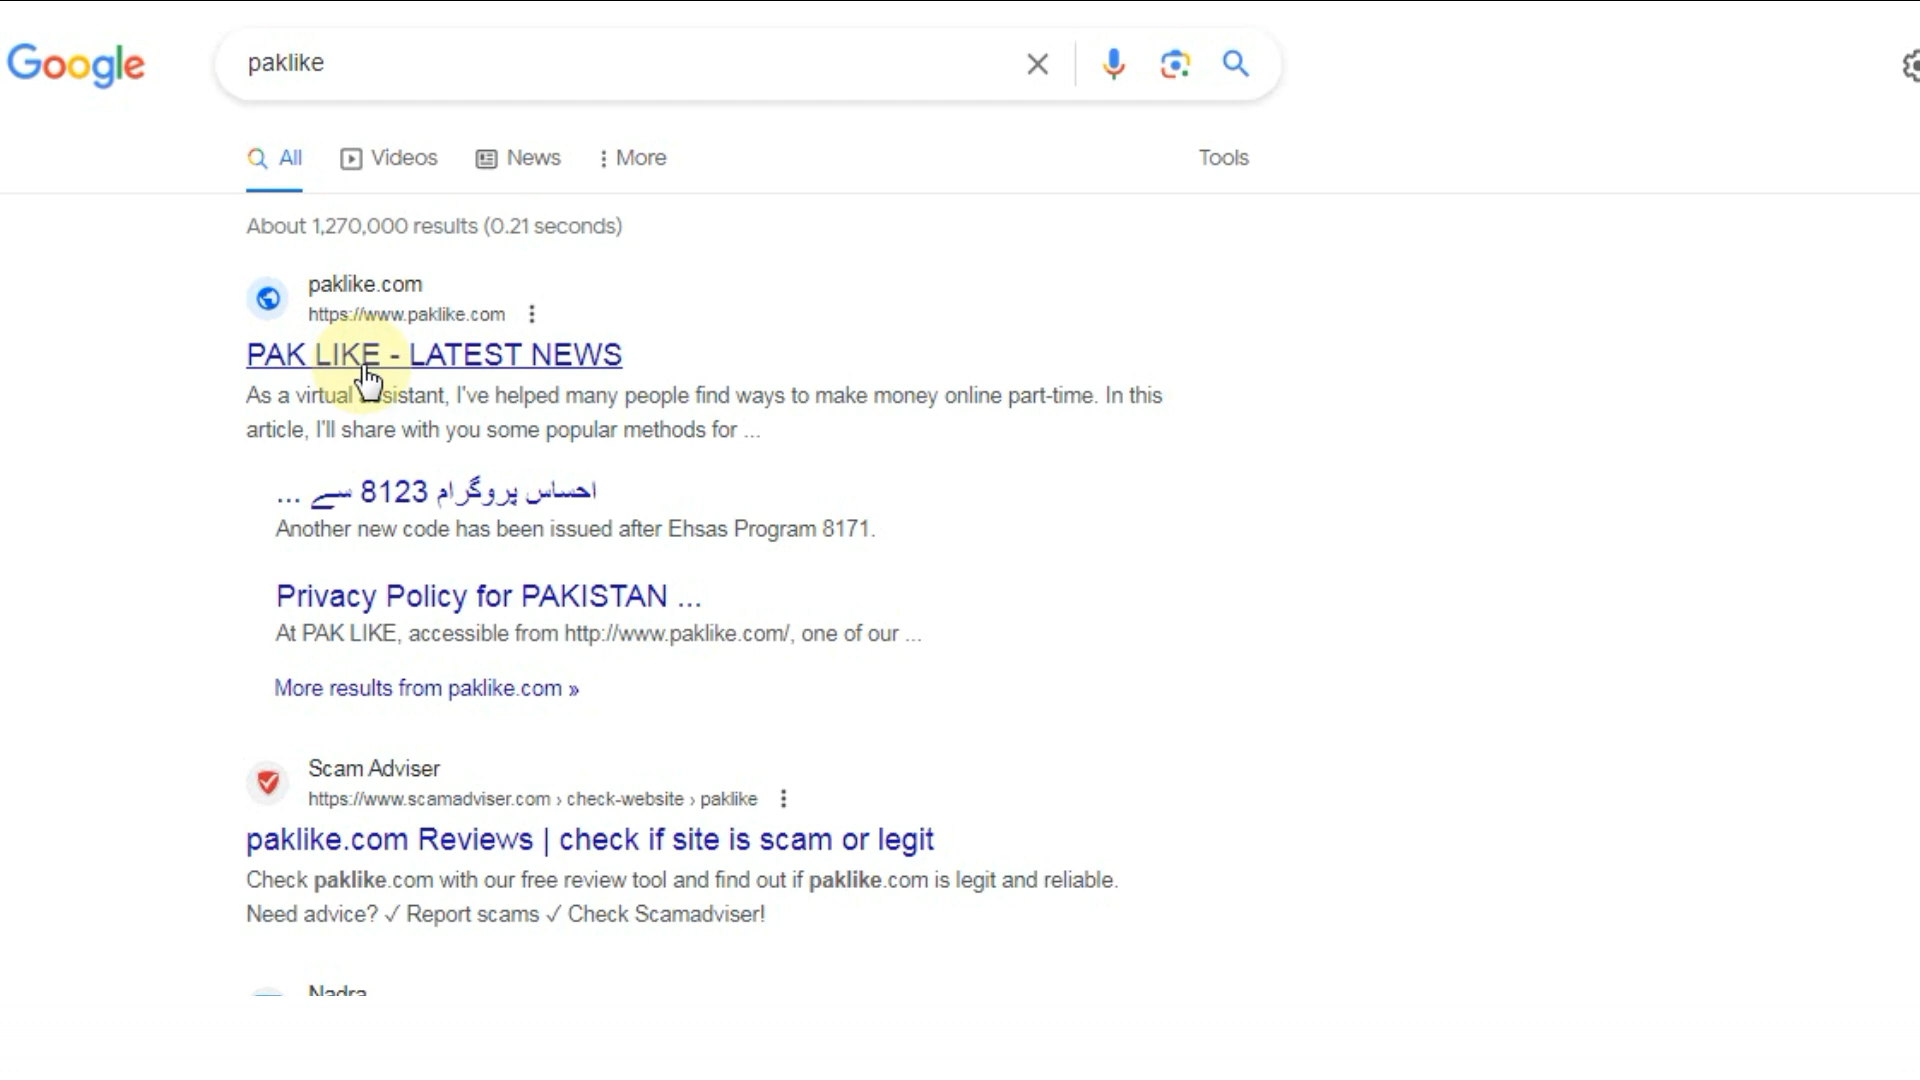 Google
paklike
All
Videos
News
More
Tools
About 1,270,000 results (0.21 seconds)
paklike.com
https://www.paklike.com
PAK LIKE - LATEST NEWS
As a virtual assistant, I've helped many people find ways to make money online part-time. In this
article, I'll share with you some popular methods for ...
احساس پروگرام 8123 سے ...
Another new code has been issued after Ehsas Program 8171.
Privacy Policy for PAKISTAN ...
At PAK LIKE, accessible from http://www.paklike.com/, one of our ...
More results from paklike.com »
Scam Adviser
https://www.scamadviser.com › check-website › paklike
paklike.com Reviews | check if site is scam or legit
Check paklike.com with our free review tool and find out if paklike.com is legit and reliable.
Need advice? ✓ Report scams ✓ Check Scamadviser!
Nadra